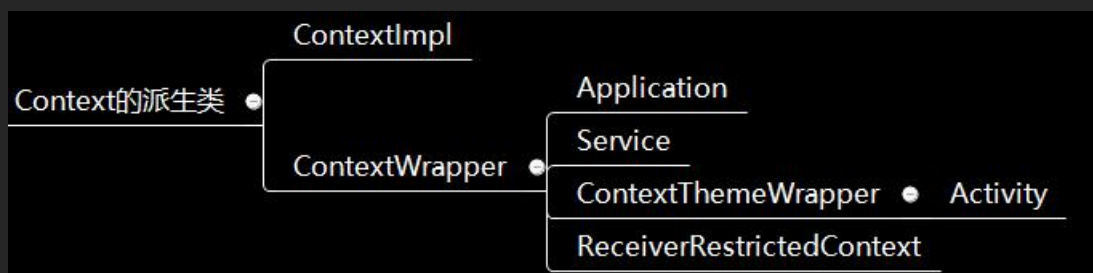 Context的派生类
ContextImpl
ContextWrapper
Application
Service
ContextThemeWrapper
Activity
ReceiverRestrictedContext